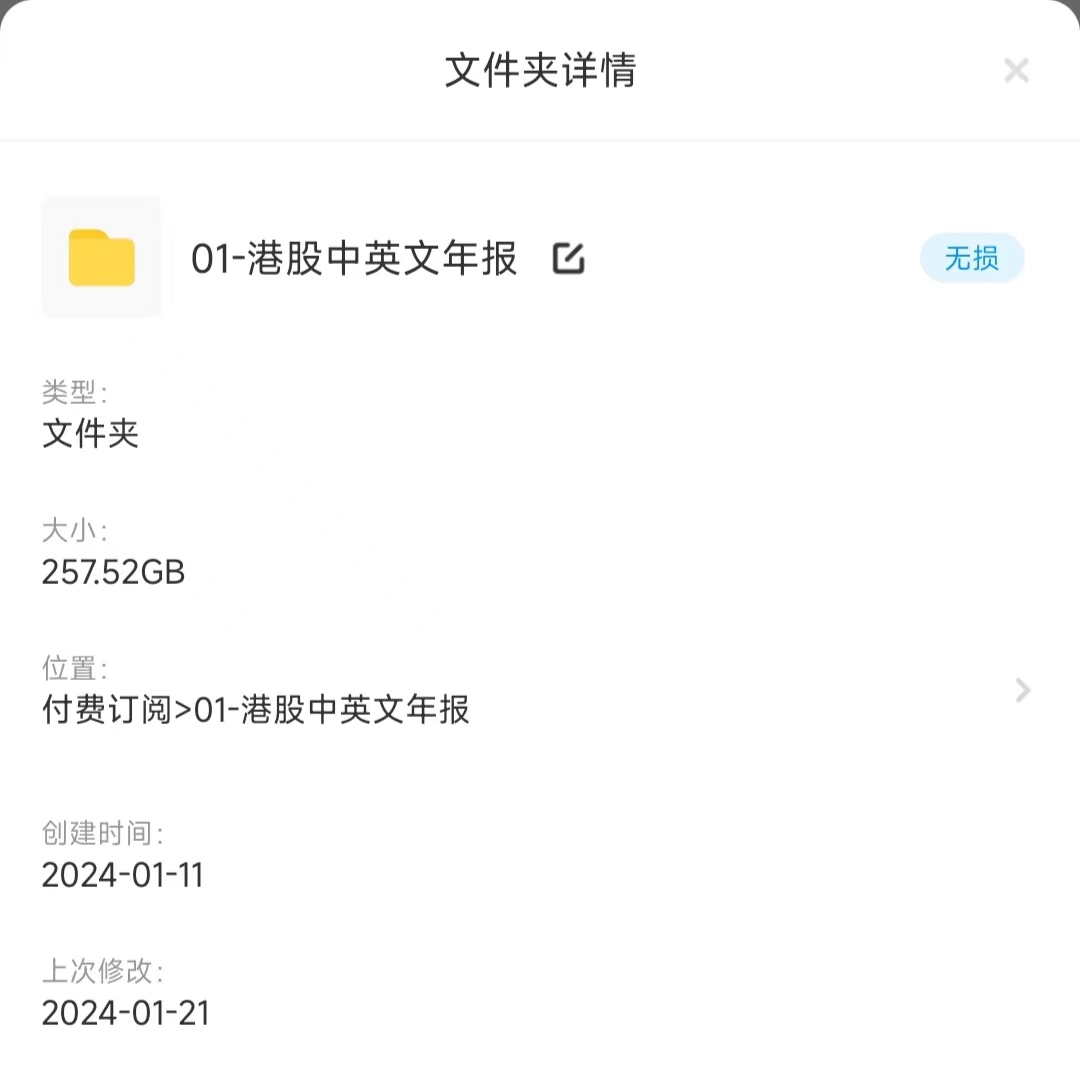 文件夹详情
01-港股中英文年报
无损
类型:
文件夹
大小:
257.52GB
位置:
付费订阅>01-港股中英文年报
创建时间:
2024-01-11
上次修改:
2024-01-21